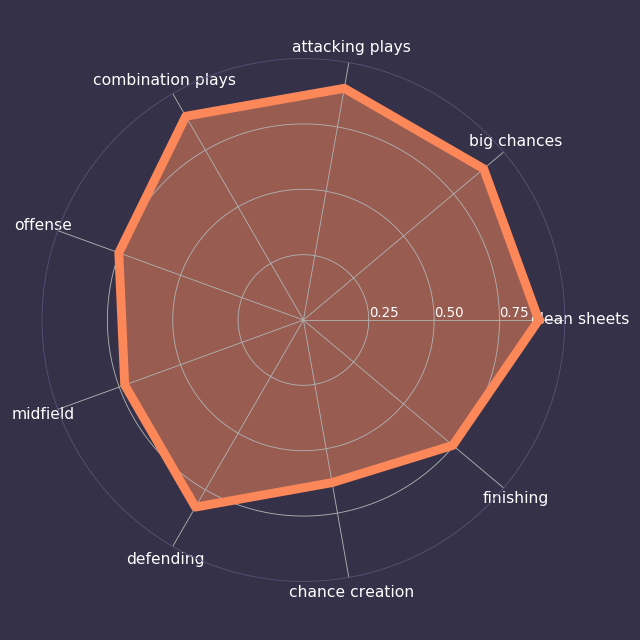 attacking plays
combination plays
big chances
offense
0.25 0.50 0.75
clean sheets
midfield
finishing
defending
chance creation